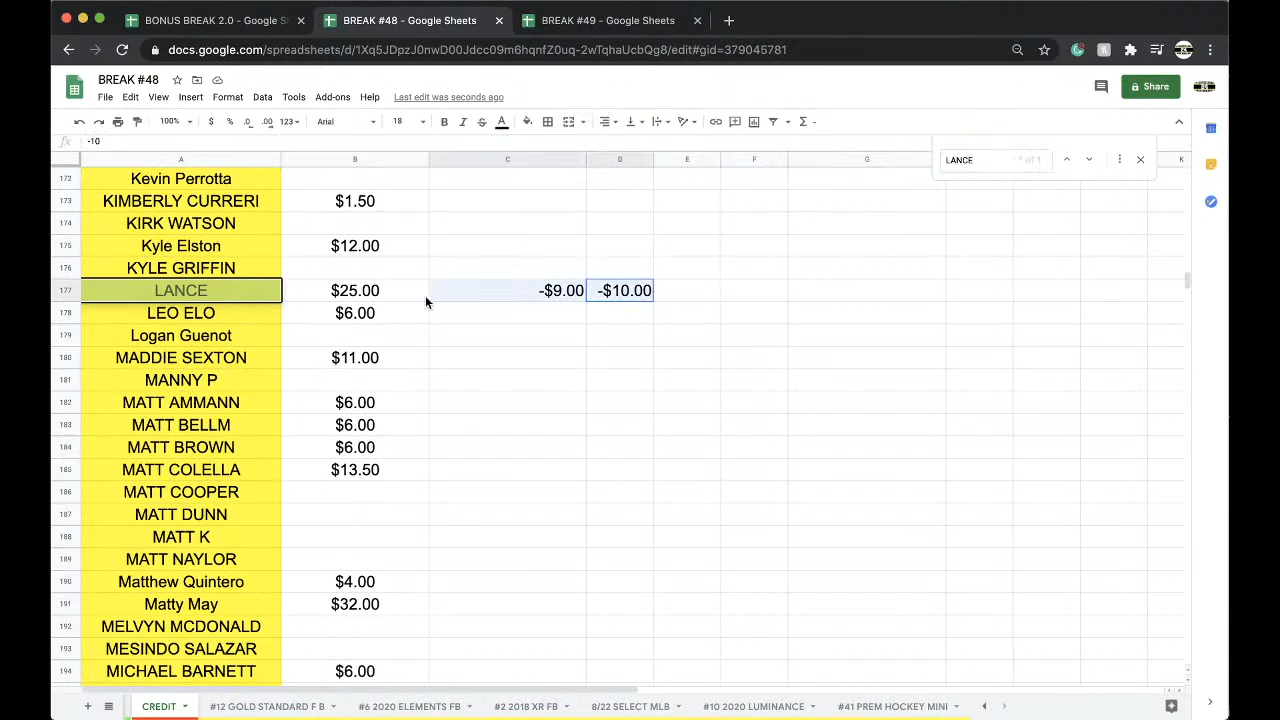 BONUS BREAK 2.0 - Google S
BREAK #48 - Google Sheets
BREAK #49 - Google Sheets
docs.google.com/spreadsheets/d/1Xq5JDpzJ0nwD00Jdcc09m6hqnfZ0uq-2wTqhaUcbQg8/edit#gid=379045781
BREAK #48
File Edit View Insert Format Data Tools Add-ons Help Last edit was seconds ago
Share
100% $ % .0 .00 123 Arial 18 B I S A
fx -10
LANCE
A B C D E F G K
172 Kevin Perrotta
173 KIMBERLY CURRERI $1.50
174 KIRK WATSON
175 Kyle Elston $12.00
176 KYLE GRIFFIN
177 LANCE $25.00 -$9.00 -$10.00
178 LEO ELO $6.00
179 Logan Guenot
180 MADDIE SEXTON $11.00
181 MANNY P
182 MATT AMMANN $6.00
183 MATT BELLM $6.00
184 MATT BROWN $6.00
185 MATT COLELLA $13.50
186 MATT COOPER
187 MATT DUNN
188 MATT K
189 MATT NAYLOR
190 Matthew Quintero $4.00
191 Matty May $32.00
192 MELVYN MCDONALD
193 MESINDO SALAZAR
194 MICHAEL BARNETT $6.00
CREDIT #12 GOLD STANDARD F B #6 2020 ELEMENTS FB #2 2018 XR FB 8/22 SELECT MLB #10 2020 LUMINANCE #41 PREM HOCKEY MINI